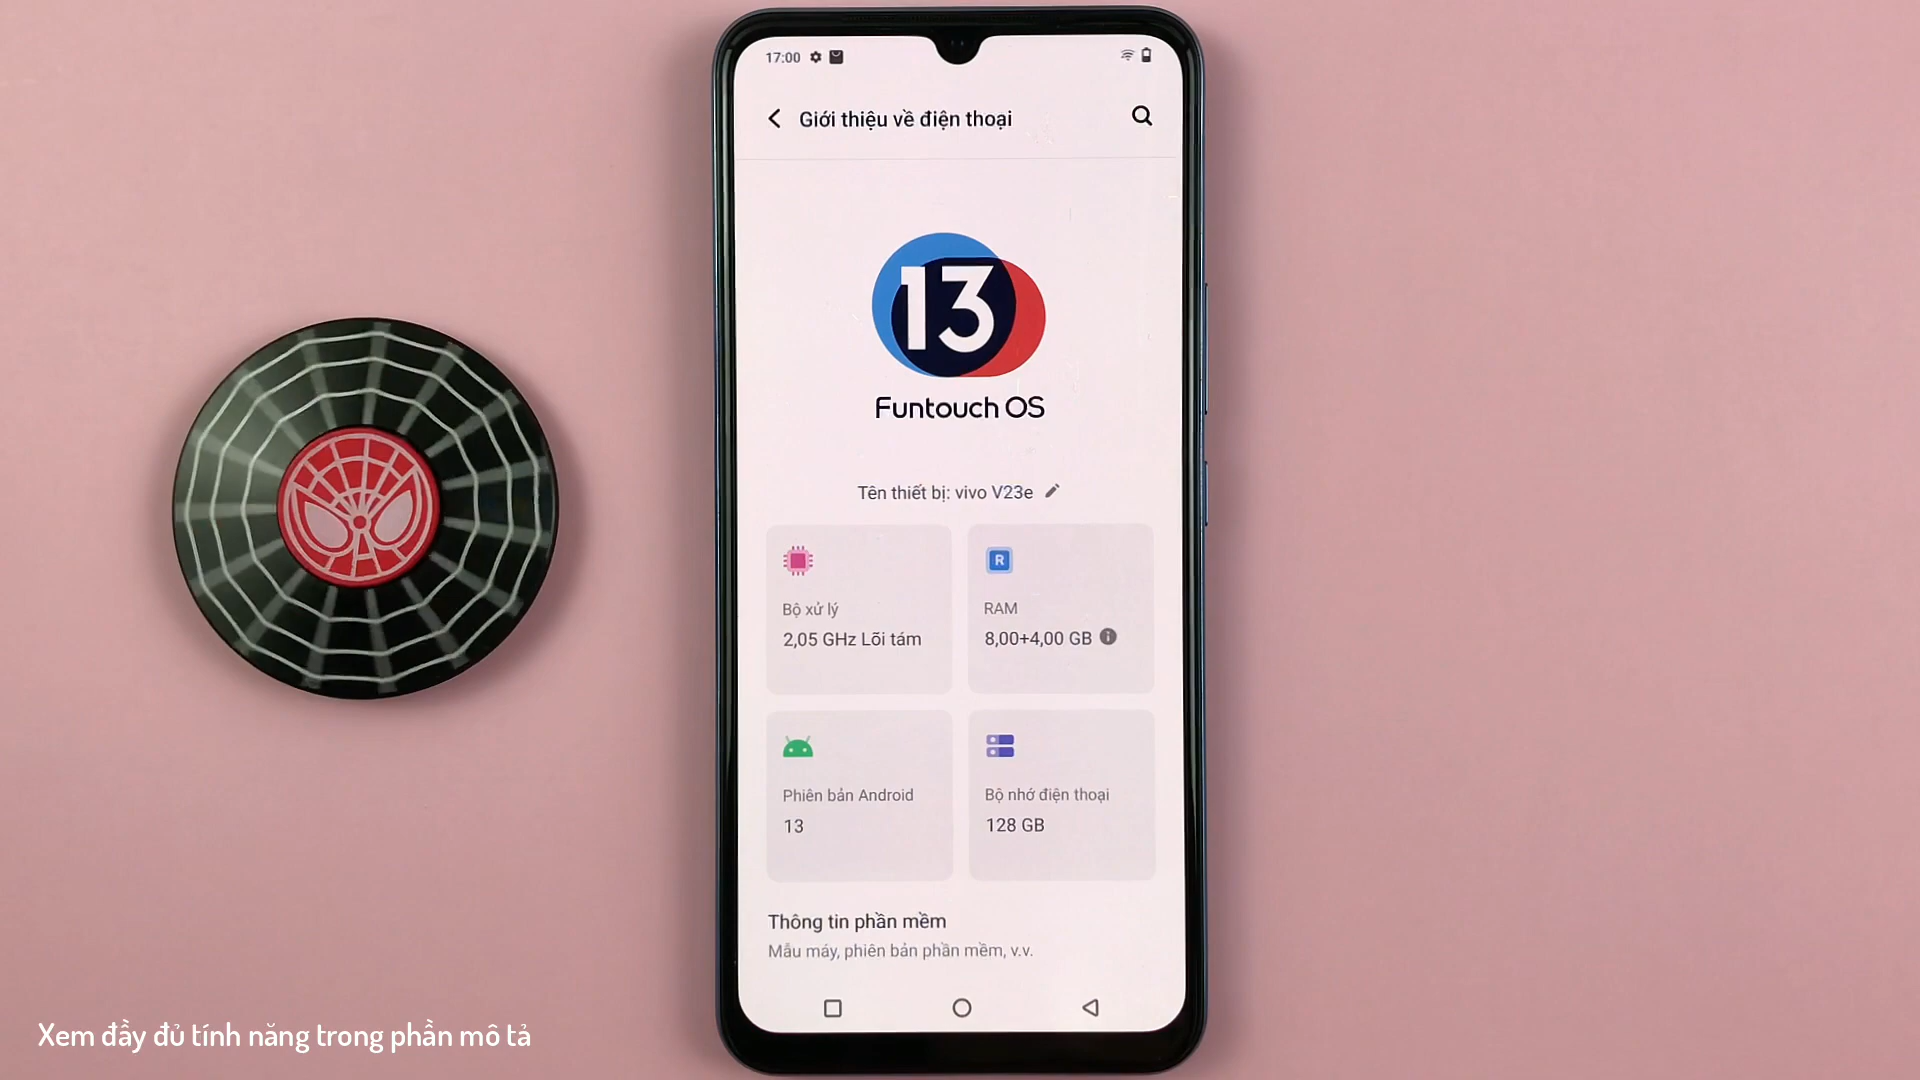 17:00
Giới thiệu về điện thoại
13
Funtouch OS
Tên thiết bị: vivo V23e
Bộ xử lý
2,05 GHz Lõi tám
R
RAM
8,00+4,00 GB
Phiên bản Android
13
Bộ nhớ điện thoại
128 GB
Thông tin phần mềm
Mẫu máy, phiên bản phần mềm, v.v.
Xem đầy đủ tính năng trong phần mô tả